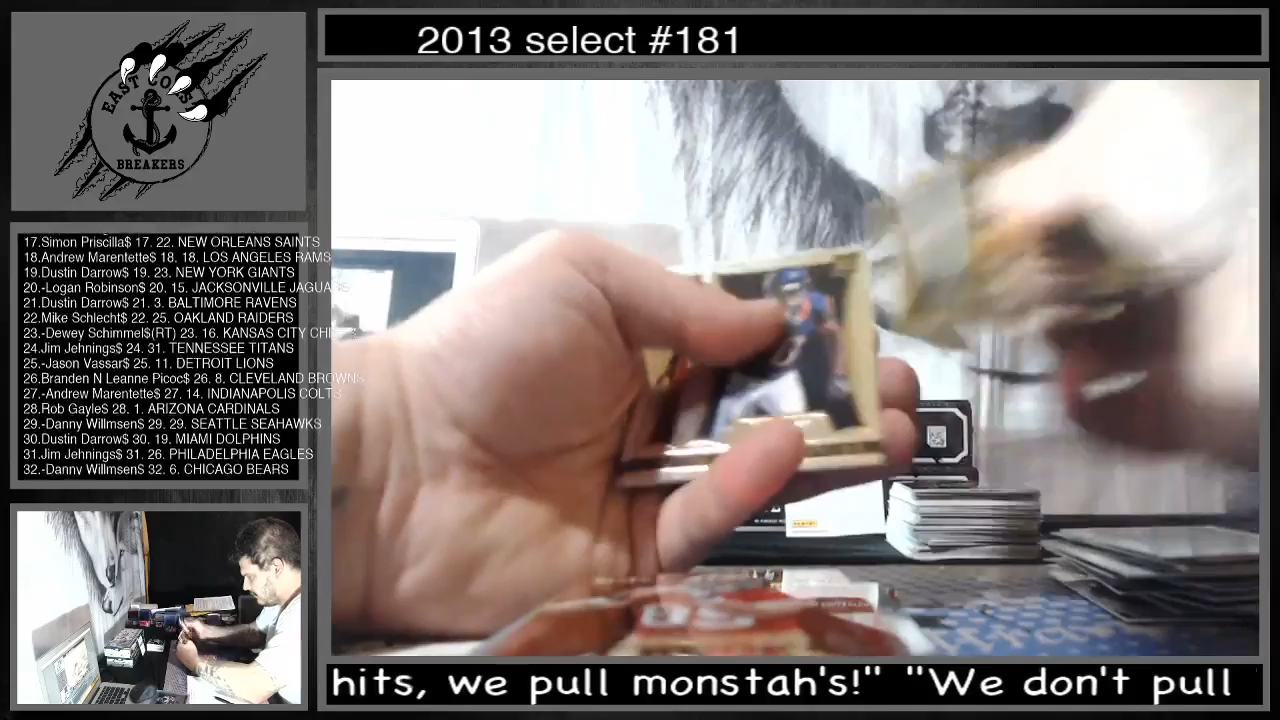 2013 select #181
EAST COAST
BREAKERS
17.Simon Priscilla$ 17. 22. NEW ORLEANS SAINTS
18.Andrew Marentette$ 18. 18. LOS ANGELES RAMS
19.Dustin Darrow$ 19. 23. NEW YORK GIANTS
20.-Logan Robinson$ 20. 15. JACKSONVILLE JAGUARS
21.Dustin Darrow$ 21. 3. BALTIMORE RAVENS
22.Mike Schlecht$ 22. 25. OAKLAND RAIDERS
23.-Dewey Schimmel$(RT) 23. 16. KANSAS CITY CHI
24.Jim Jehnings$ 24. 31. TENNESSEE TITANS
25.-Jason Vassar$ 25. 11. DETROIT LIONS
26.Branden N Leanne Picoc$ 26. 8. CLEVELAND BROWNS
27.-Andrew Marentette$ 27. 14. INDIANAPOLIS COLTS
28.Rob Gayle$ 28. 1. ARIZONA CARDINALS
29.-Danny Willmsen$ 29. 29. SEATTLE SEAHAWKS
30.Dustin Darrow$ 30. 19. MIAMI DOLPHINS
31.Jim Jehnings$ 31. 26. PHILADELPHIA EAGLES
32.-Danny Willmsen$ 32. 6. CHICAGO BEARS
hits, we pull monstah's!" "We don't pull